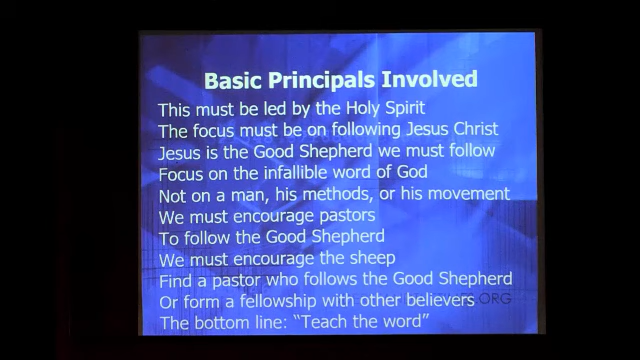 Basic Principals Involved
This must be led by the Holy Spirit
The focus must be on following Jesus Christ
Jesus is the Good Shepherd we must follow
Focus on the infallible word of God
Not on a man, his methods, or his movement
We must encourage pastors
To follow the Good Shepherd
We must encourage the sheep
Find a pastor who follows the Good Shepherd
Or form a fellowship with other believers
.ORG
The bottom line: “Teach the word”